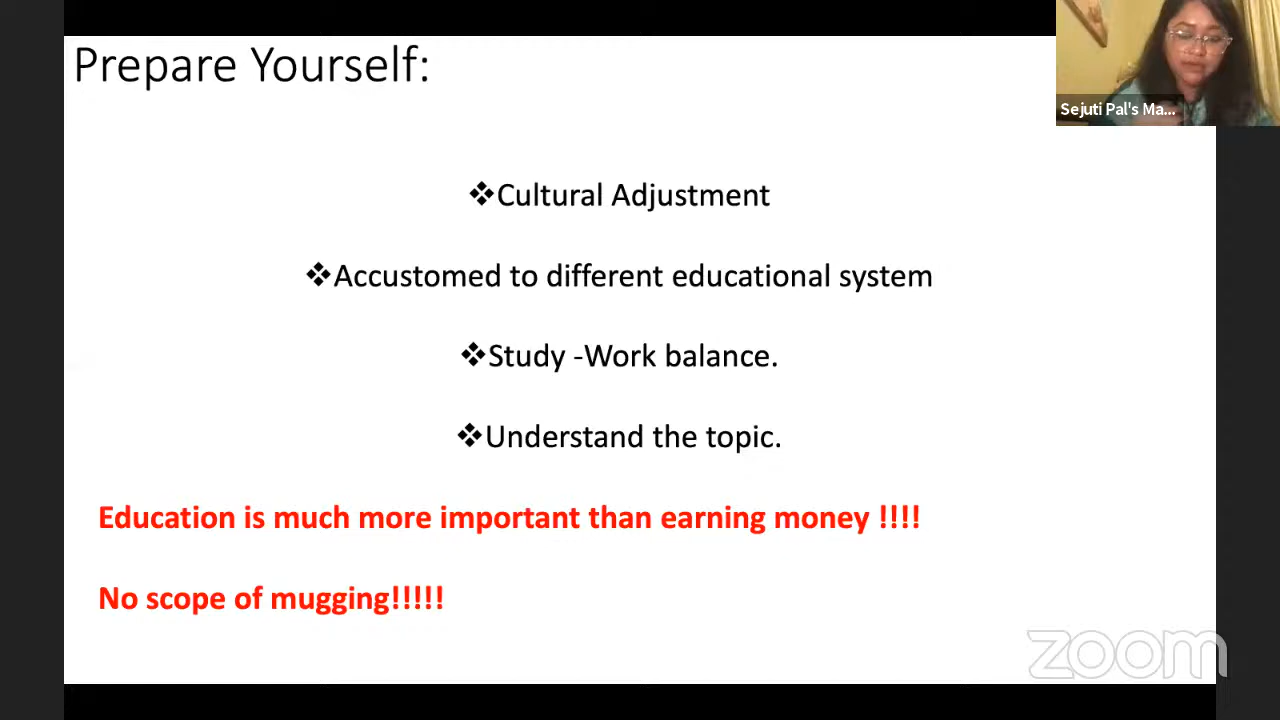 Prepare Yourself:
Sejuti Pal's Ma...
❖Cultural Adjustment
❖Accustomed to different educational system
❖Study -Work balance.
❖Understand the topic.
Education is much more important than earning money !!!!
No scope of mugging!!!!!
zoom